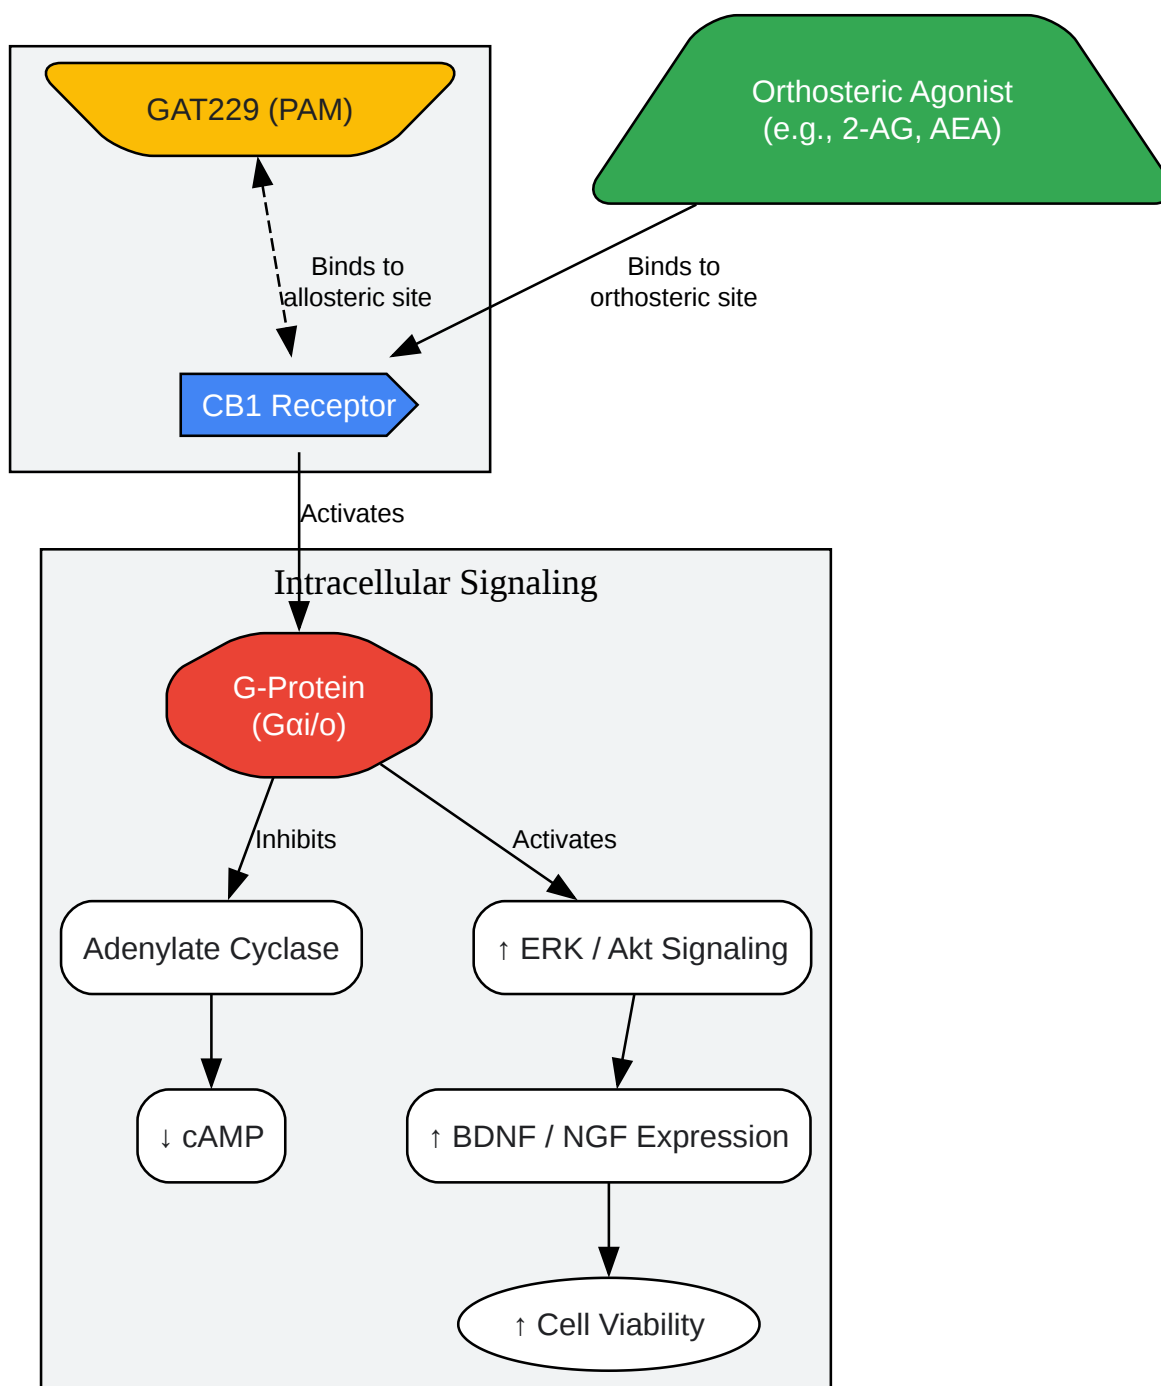 GAT229 (PAM)
Orthosteric Agonist
(e.g., 2-AG, AEA)
Binds to
allosteric site
Binds to
orthosteric site
CB1 Receptor
Activates
Intracellular Signaling
G-Protein
(Gαi/o)
Inhibits
Activates
Adenylate Cyclase
↑ ERK / Akt Signaling
↓ cAMP
↑ BDNF / NGF Expression
↑ Cell Viability